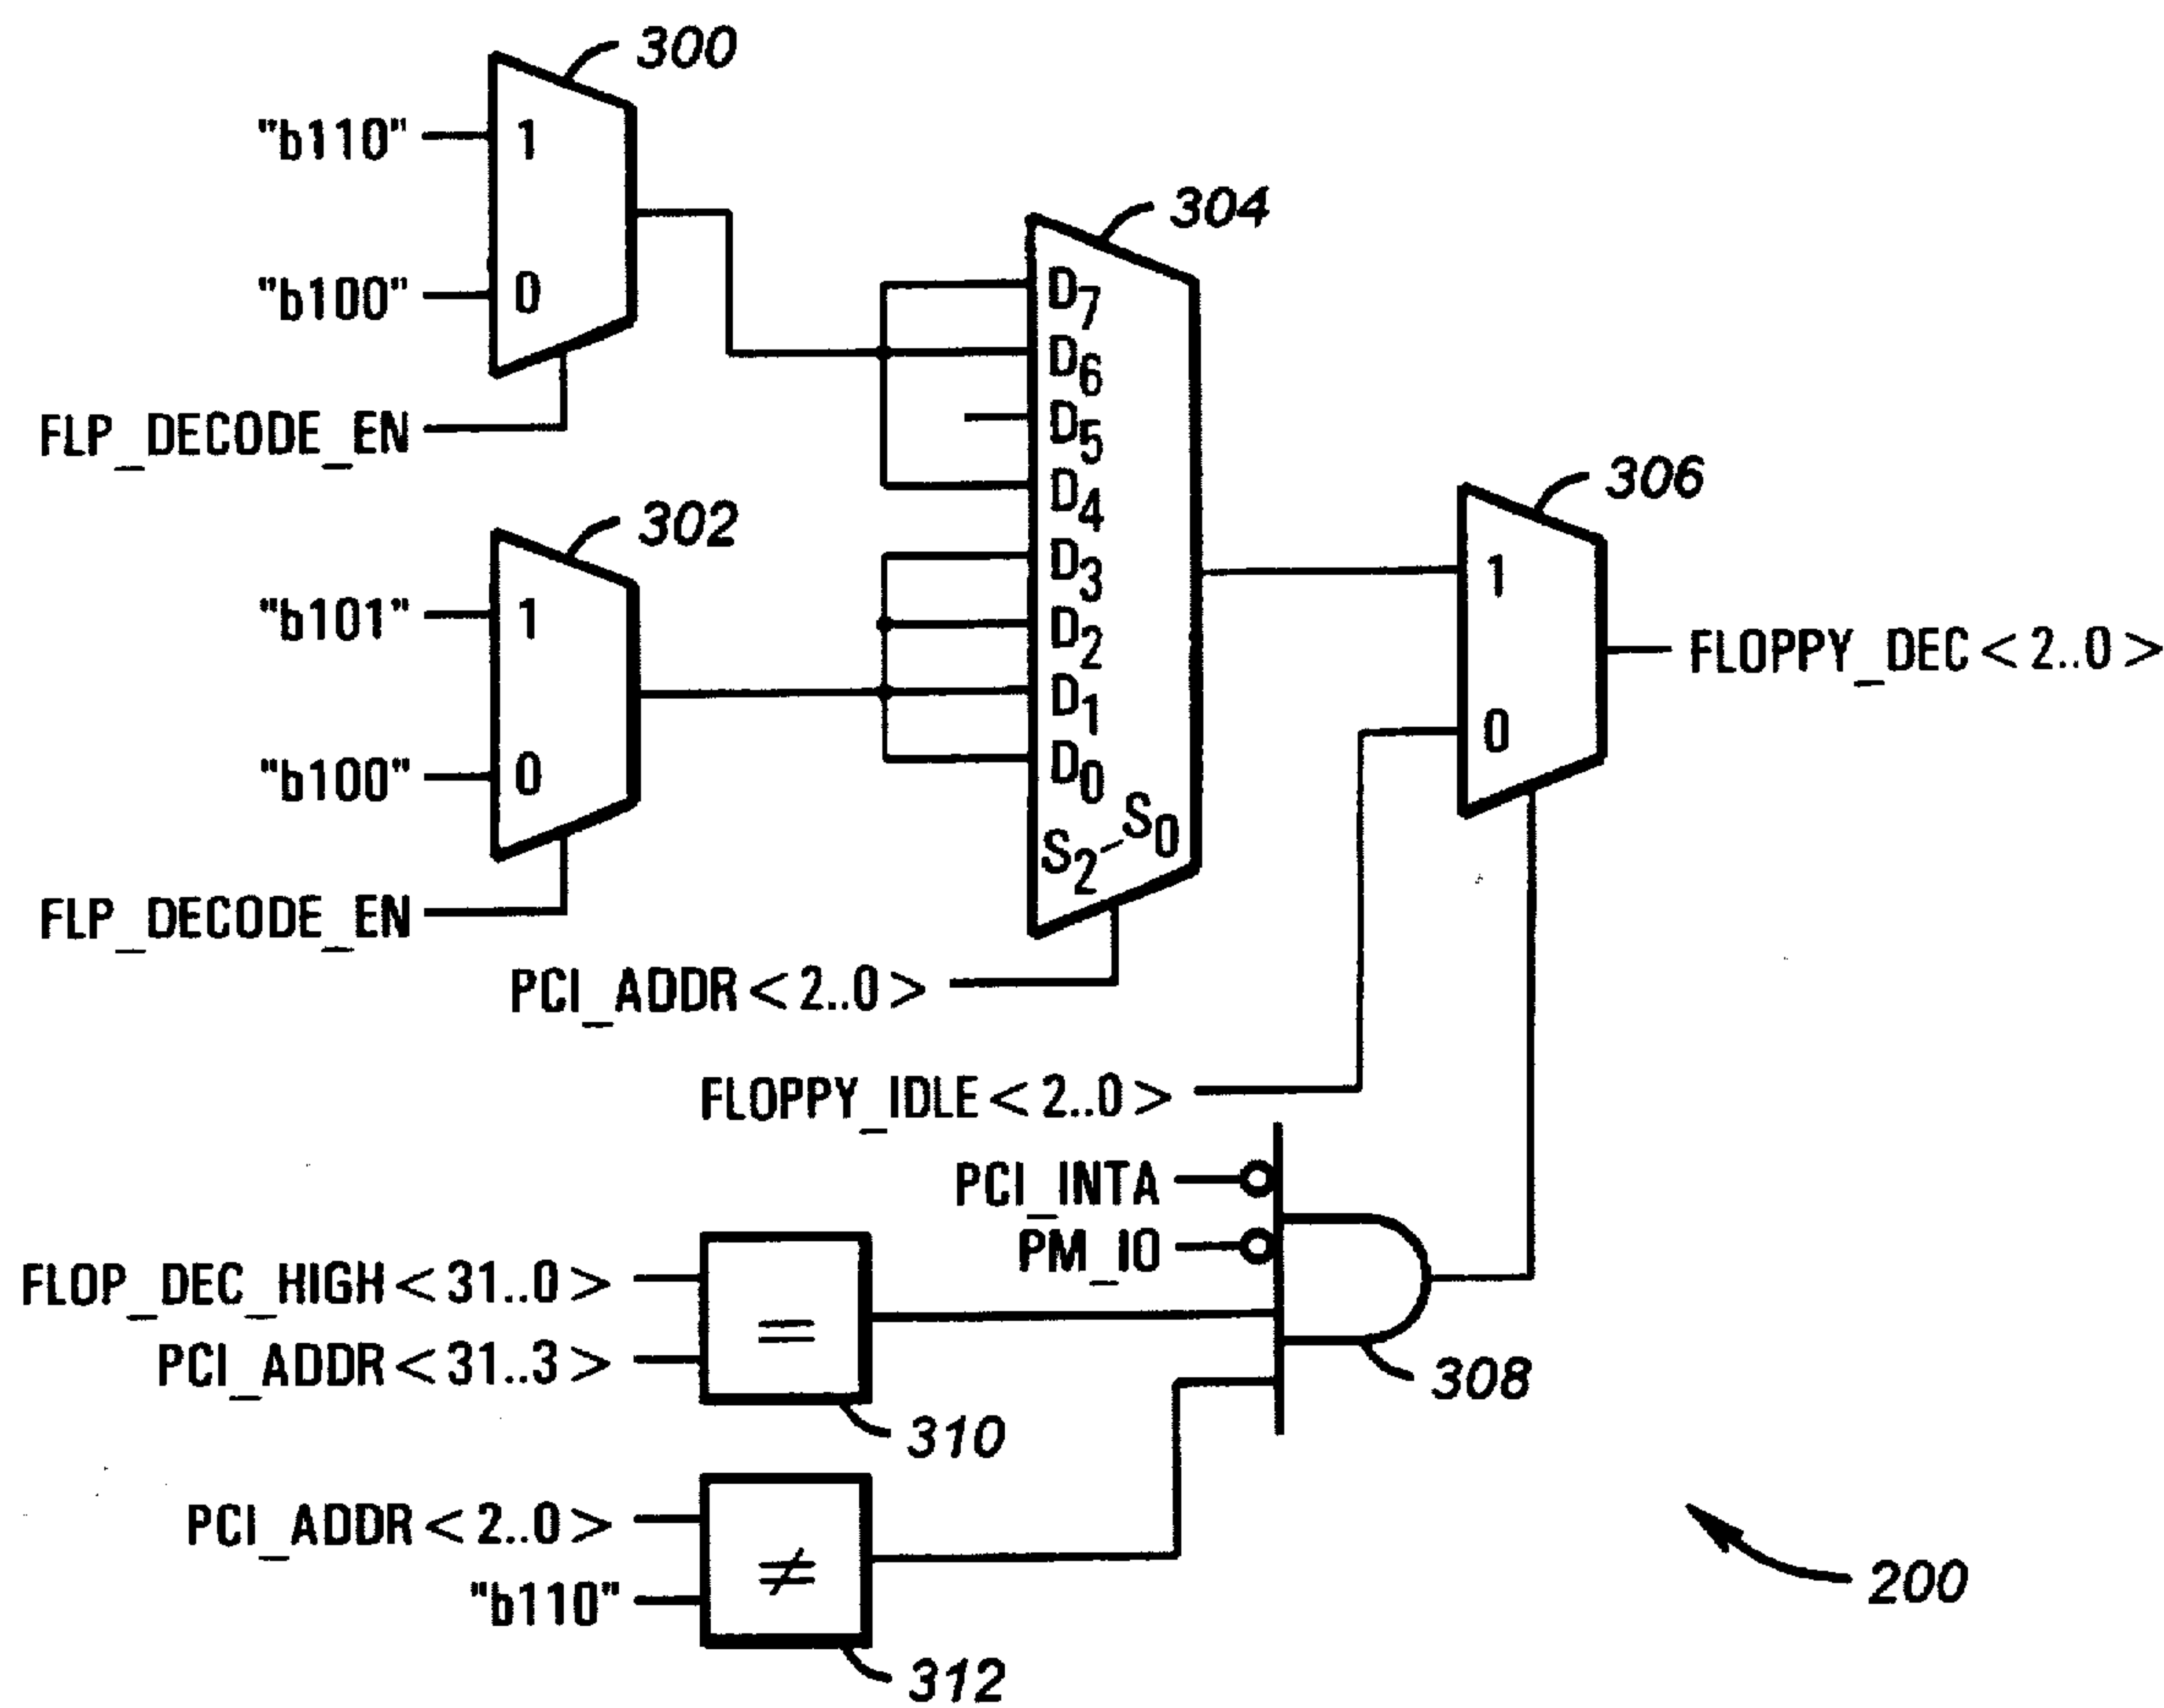 300
"b110"
1
"b100"
0
FLP_DECODE_EN
302
"b101"
1
"b100"
0
FLP_DECODE_EN
304
D7
D6
D5
D4
D3
D2
D1
D0
S2-S0
PCI_ADDR<2..0>
306
1
0
FLOPPY_DEC<2..0>
FLOPPY_IDLE<2..0>
PCI_INTA
PM_IO
308
FLOP_DEC_HIGH<31..0>
PCI_ADDR<31..3>
=
310
PCI_ADDR<2..0>
"b110"
≠
312
200